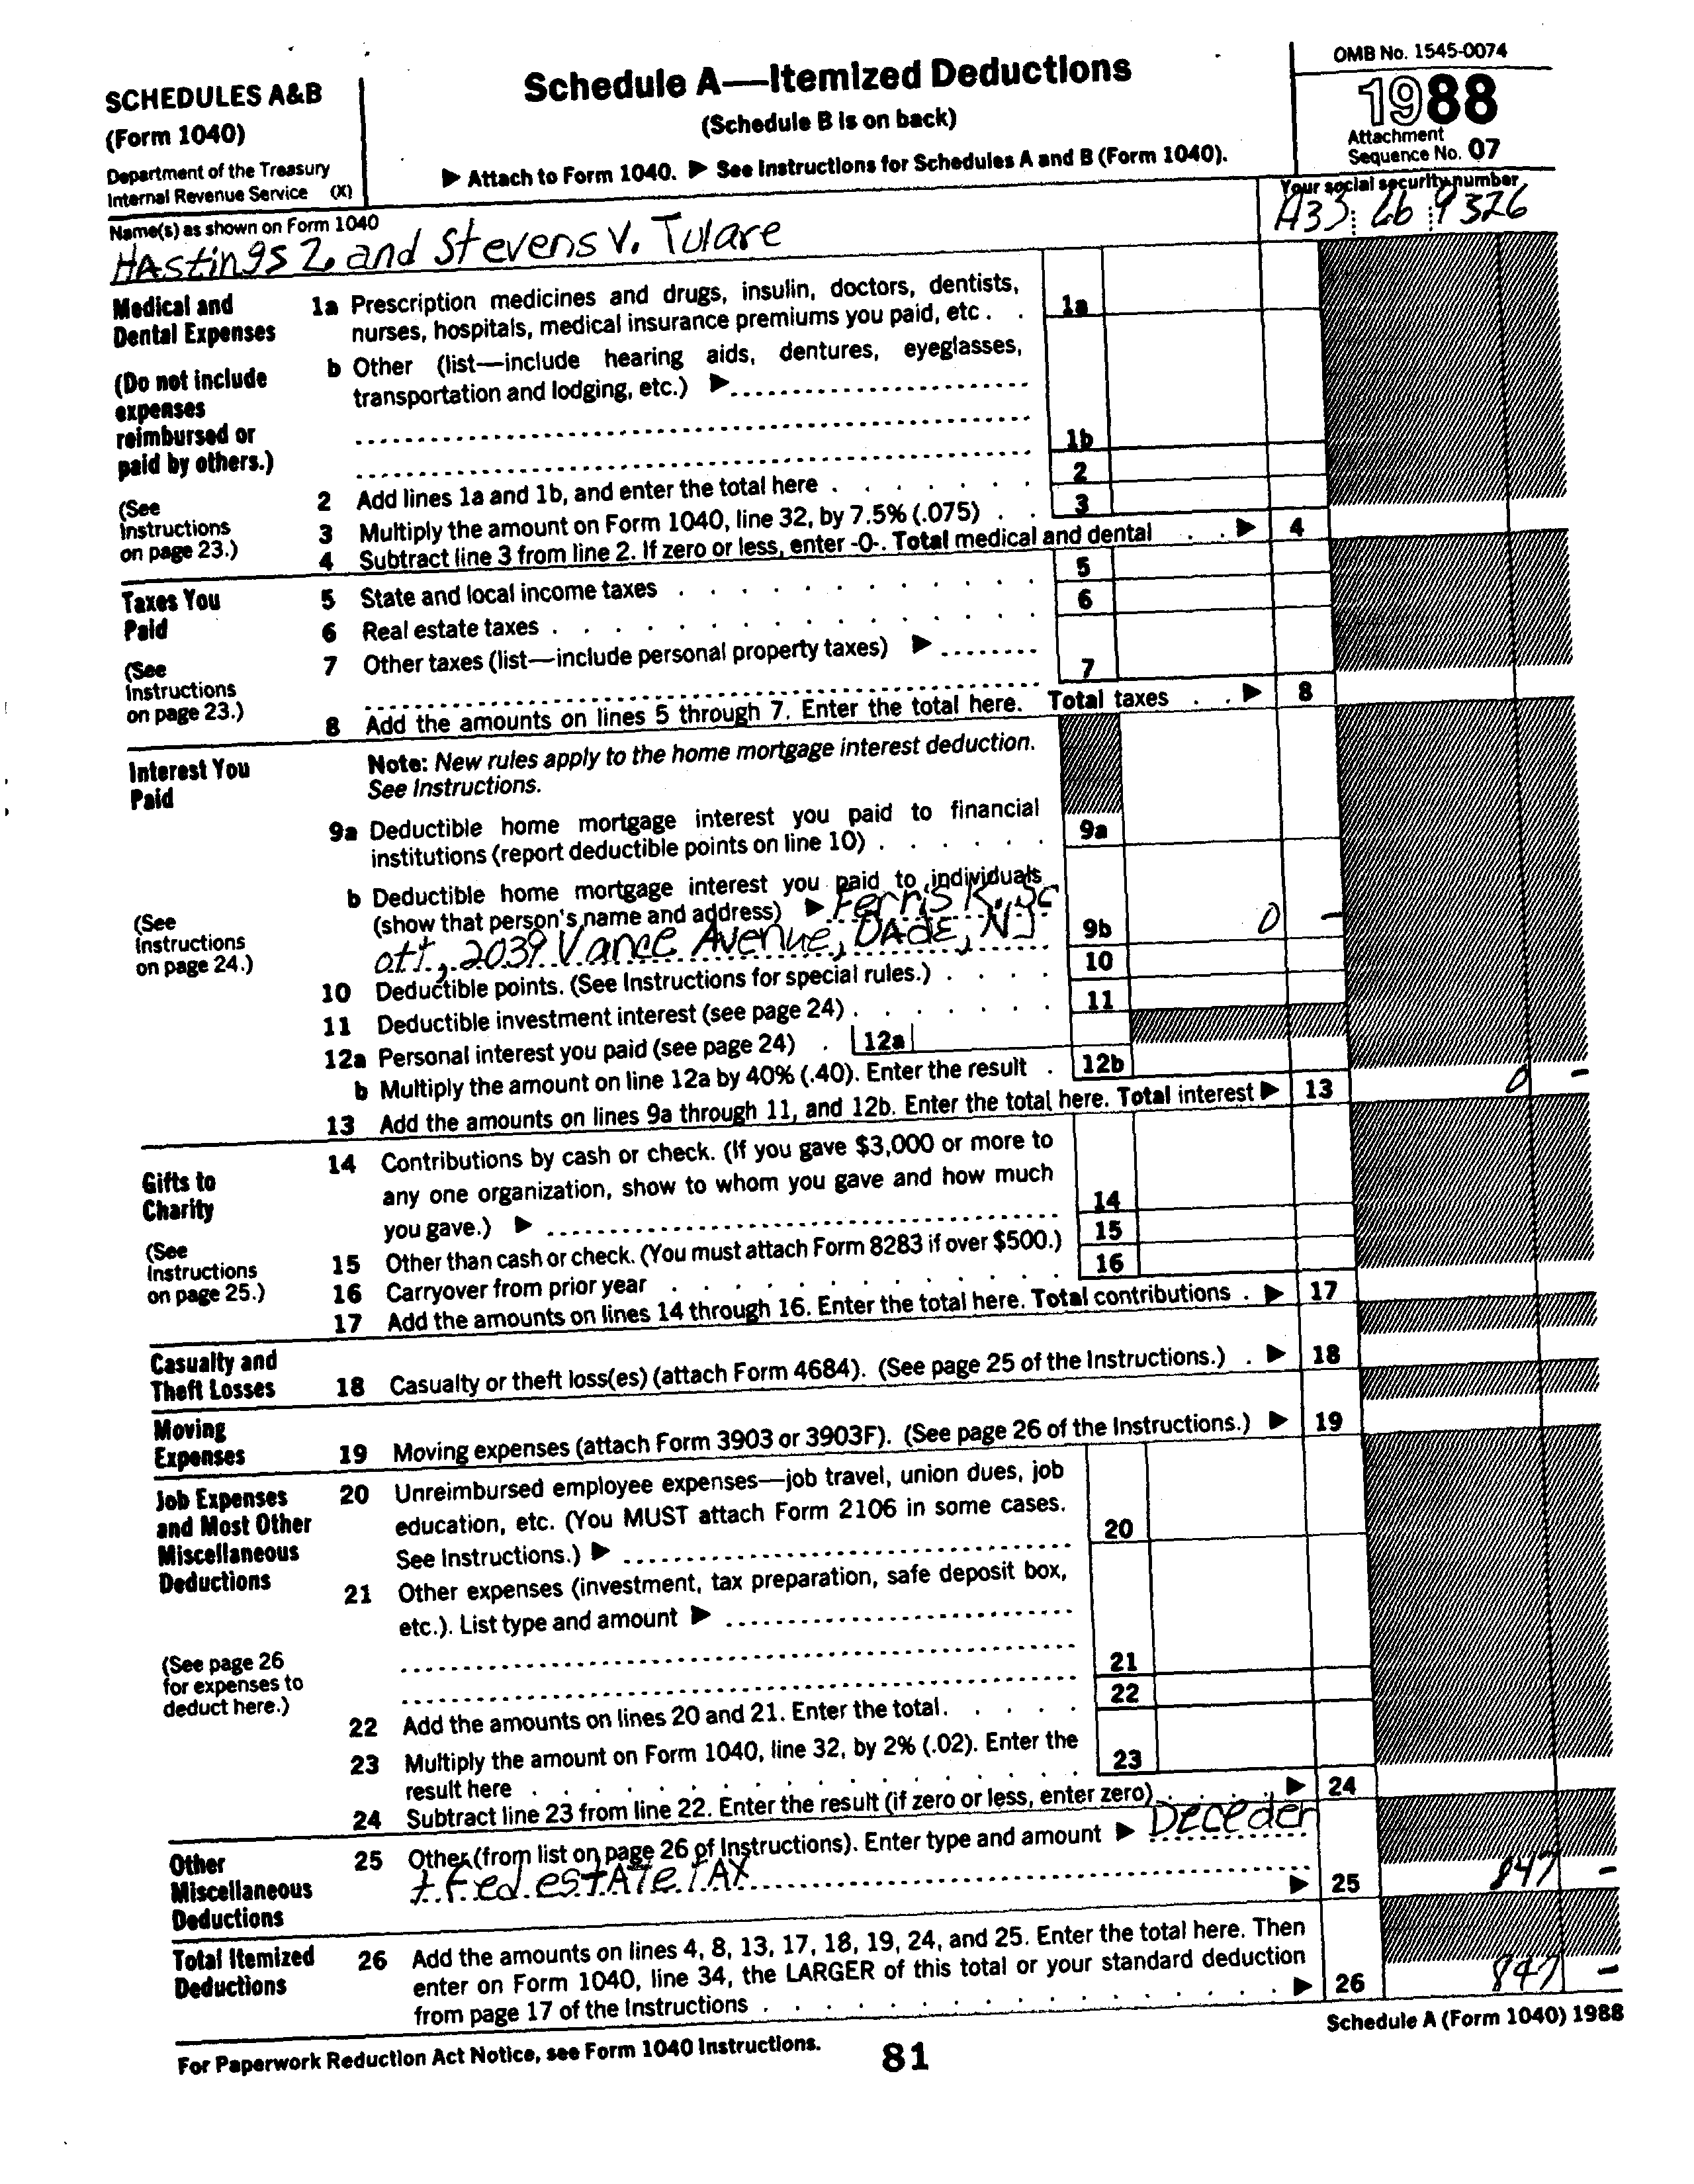 SCHEDULES A&B
(Form 1040)
Department of the Treasury
Internal Revenue Service (X)
Schedule A—Itemized Deductions
(Schedule B is on back)
▶ Attach to Form 1040. ▶ See Instructions for Schedules A and B (Form 1040).
OMB No. 1545-0074
1988
Attachment
Sequence No. 07
Name(s) as shown on Form 1040
HAstings Z. and Stevens V. Tulare
Your social security number
A33 26 9326
Medical and
Dental Expenses
(Do not include
expenses
reimbursed or
paid by others.)
(See
Instructions
on page 23.)
1a Prescription medicines and drugs, insulin, doctors, dentists,
nurses, hospitals, medical insurance premiums you paid, etc . . 1a
b Other (list—include hearing aids, dentures, eyeglasses,
transportation and lodging, etc.) ▶
1b
2 Add lines 1a and 1b, and enter the total here . . . . . . . 2
3 Multiply the amount on Form 1040, line 32, by 7.5% (.075) . . 3
4 Subtract line 3 from line 2. If zero or less, enter -0-. Total medical and dental . . ▶ 4
Taxes You
Paid
(See
Instructions
on page 23.)
5 State and local income taxes . . . . . . . . . . . 5
6 Real estate taxes . . . . . . . . . . . . . . 6
7 Other taxes (list—include personal property taxes) ▶
7
8 Add the amounts on lines 5 through 7. Enter the total here. Total taxes . . ▶ 8
Interest You
Paid
(See
Instructions
on page 24.)
Note: New rules apply to the home mortgage interest deduction.
See Instructions.
9a Deductible home mortgage interest you paid to financial
institutions (report deductible points on line 10) . . . . . . 9a
b Deductible home mortgage interest you paid to individuals
(show that person's name and address) ▶ Ferris K. Sc
ott, 2039 Vance Avenue, DAdE, NJ 9b 0 -
10 Deductible points. (See Instructions for special rules.) . . . . 10
11 Deductible investment interest (see page 24) . . . . . . . 11
12a Personal interest you paid (see page 24) . 12a
b Multiply the amount on line 12a by 40% (.40). Enter the result . 12b
13 Add the amounts on lines 9a through 11, and 12b. Enter the total here. Total interest ▶ 13 0 -
Gifts to
Charity
(See
Instructions
on page 25.)
14 Contributions by cash or check. (If you gave $3,000 or more to
any one organization, show to whom you gave and how much
you gave.) ▶ 14
15 Other than cash or check. (You must attach Form 8283 if over $500.) 15
16 Carryover from prior year . . . . . . . . . . . . 16
17 Add the amounts on lines 14 through 16. Enter the total here. Total contributions . ▶ 17
Casualty and
Theft Losses
18 Casualty or theft loss(es) (attach Form 4684). (See page 25 of the Instructions.) . ▶ 18
Moving
Expenses
19 Moving expenses (attach Form 3903 or 3903F). (See page 26 of the Instructions.) ▶ 19
Job Expenses
and Most Other
Miscellaneous
Deductions
(See page 26
for expenses to
deduct here.)
20 Unreimbursed employee expenses—job travel, union dues, job
education, etc. (You MUST attach Form 2106 in some cases.
See Instructions.) ▶ 20
21 Other expenses (investment, tax preparation, safe deposit box,
etc.). List type and amount ▶
21
22 Add the amounts on lines 20 and 21. Enter the total. . . . . 22
23 Multiply the amount on Form 1040, line 32, by 2% (.02). Enter the
result here . . . . . . . . . . . . . . . . 23
24 Subtract line 23 from line 22. Enter the result (if zero or less, enter zero) . . . . ▶ 24
Other
Miscellaneous
Deductions
25 Other (from list on page 26 of Instructions). Enter type and amount ▶ Deceden
t Fed. estATe TAX ▶ 25 847 -
Total Itemized
Deductions
26 Add the amounts on lines 4, 8, 13, 17, 18, 19, 24, and 25. Enter the total here. Then
enter on Form 1040, line 34, the LARGER of this total or your standard deduction
from page 17 of the Instructions . . . . . . . . . . . . . . . ▶ 26 847 -
For Paperwork Reduction Act Notice, see Form 1040 Instructions.
81
Schedule A (Form 1040) 1988